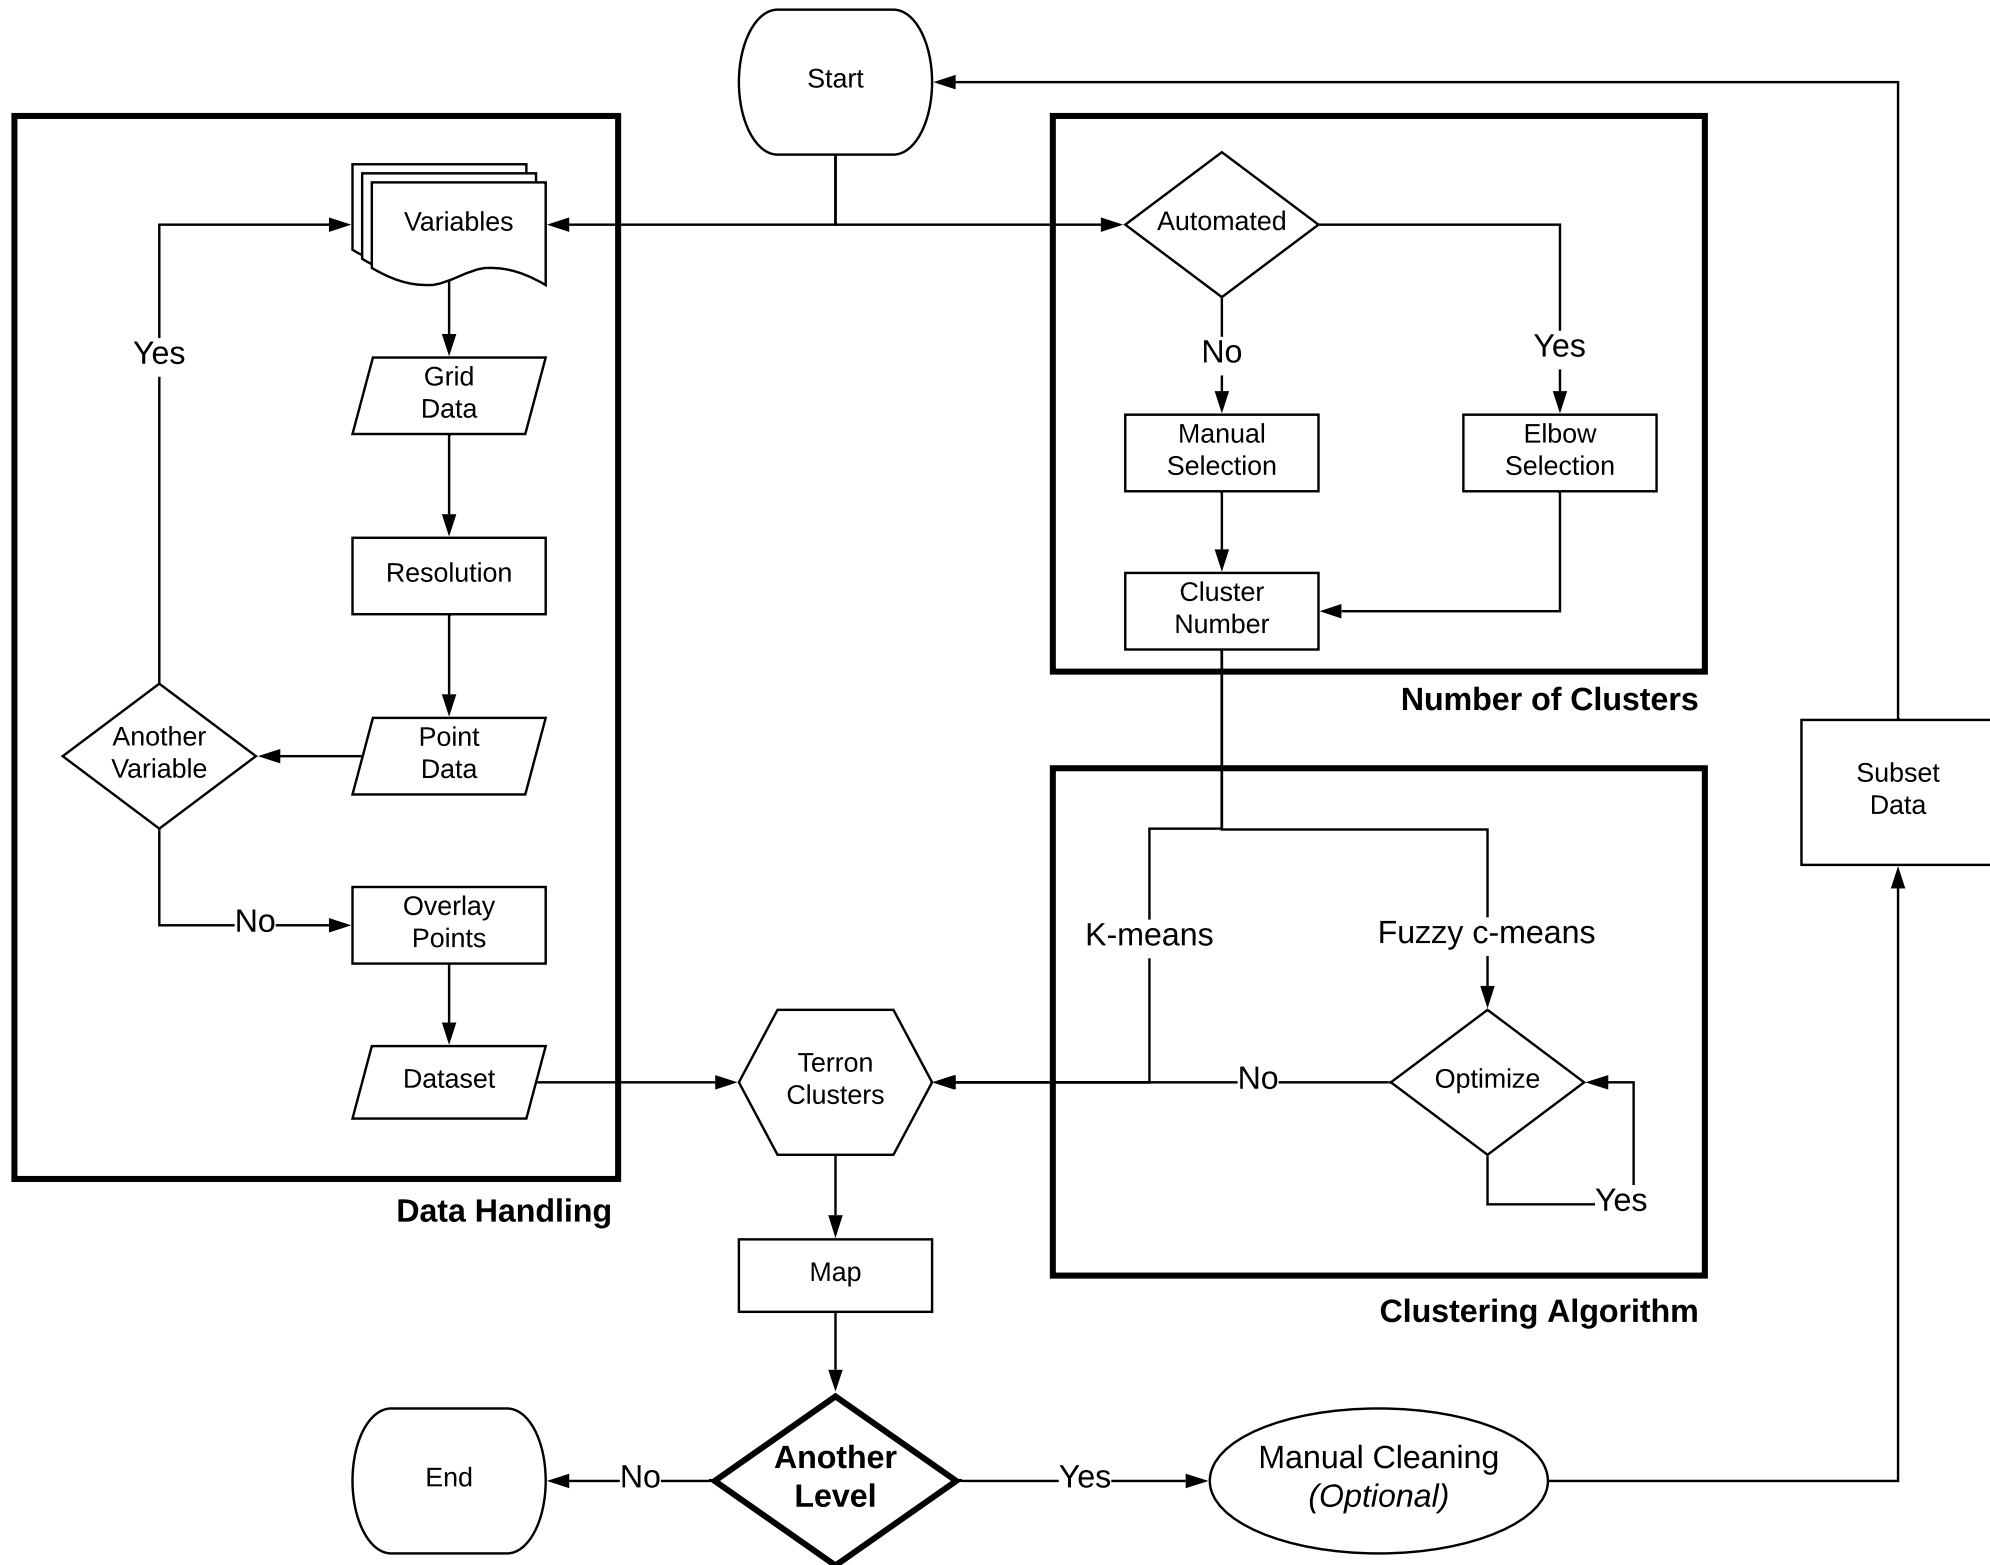 Start
Variables
Automated
Yes
Grid
Data
No
Yes
Manual
Selection
Elbow
Selection
Resolution
Cluster
Number
Number of Clusters
Another
Variable
Point
Data
Subset
Data
No
Overlay
Points
K-means
Fuzzy c-means
Dataset
Terron
Clusters
No
Optimize
Yes
Data Handling
Map
Clustering Algorithm
End
No
Another
Level
Yes
Manual Cleaning
(Optional)